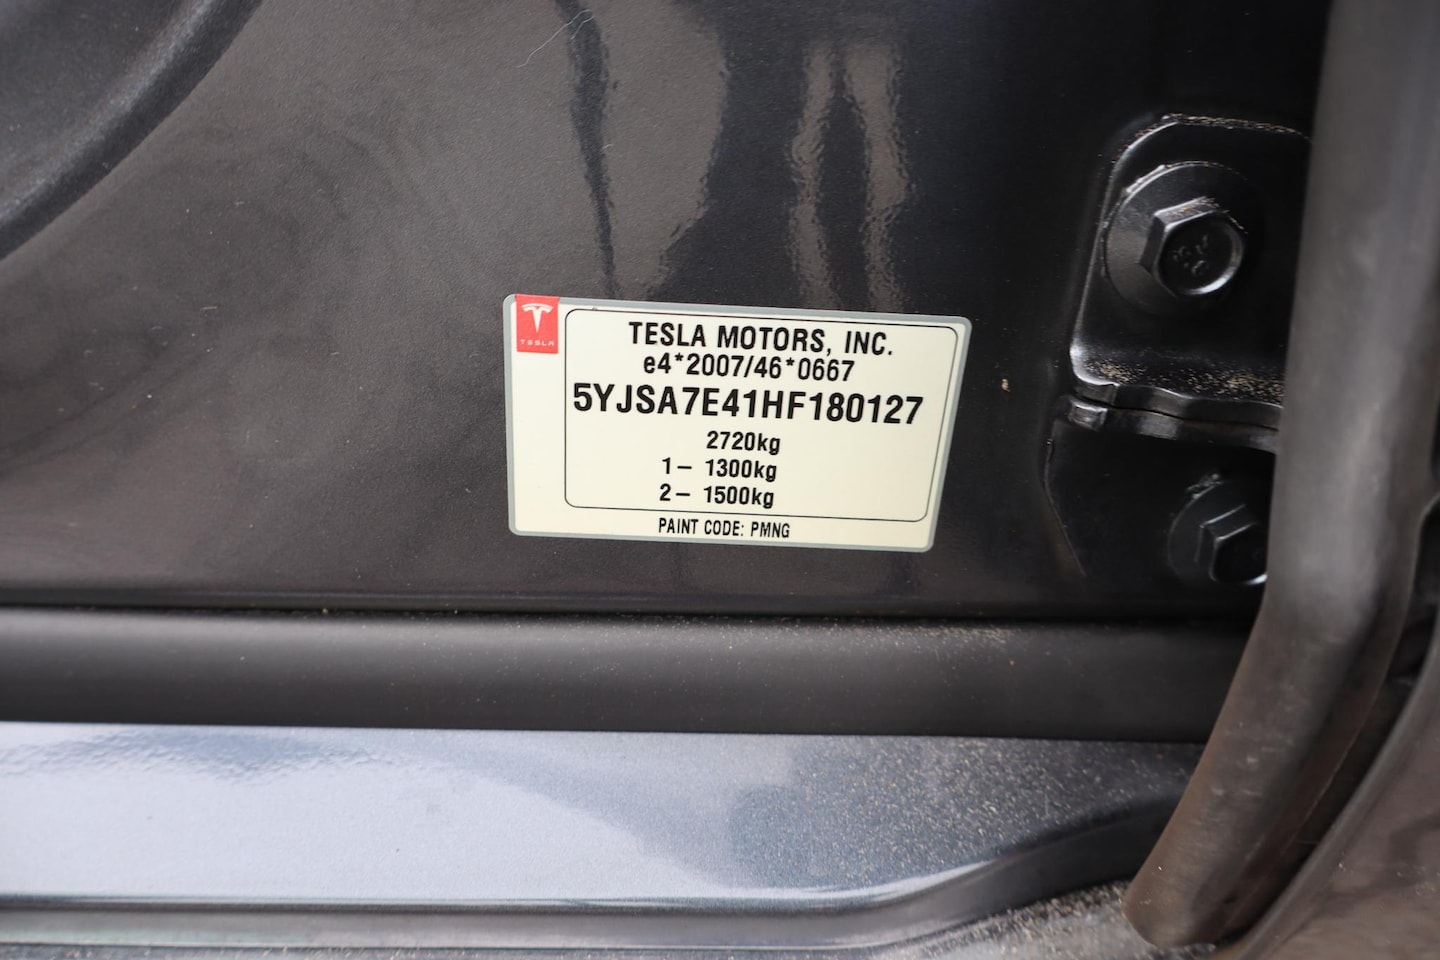 TESLA
TESLA MOTORS, INC.
e4*2007/46*0667
5YJSA7E41HF180127
2720kg
1– 1300kg
2– 1500kg
PAINT CODE: PMNG